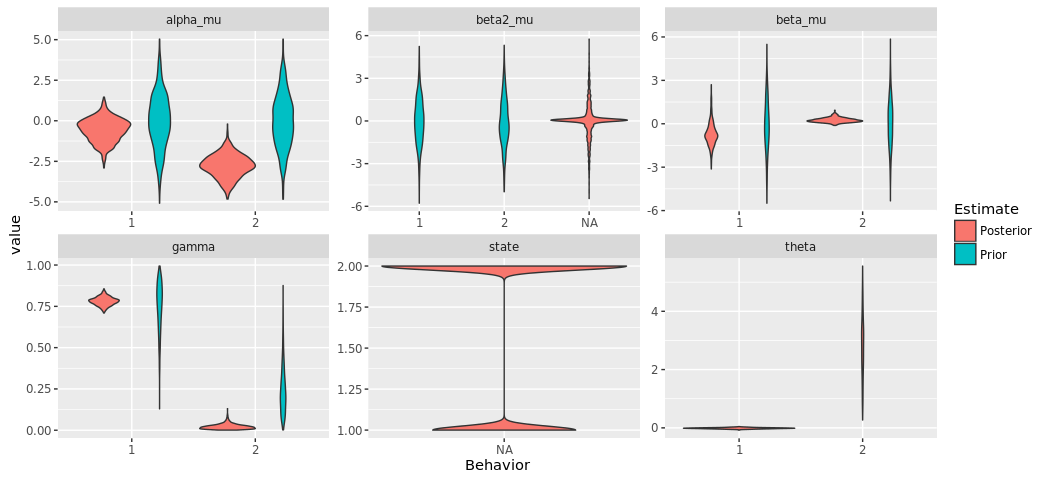 alpha_mu
beta2_mu
beta_mu
5.0
2.5
0.0
-2.5
-5.0
1
2
6
3
0
-3
-6
1
2
NA
6
3
0
-3
-6
1
2
gamma
state
theta
1.00
0.75
0.50
0.25
0.00
1
2
2.00
1.75
1.50
1.25
1.00
NA
4
2
0
1
2
value
Behavior
Estimate
Posterior
Prior